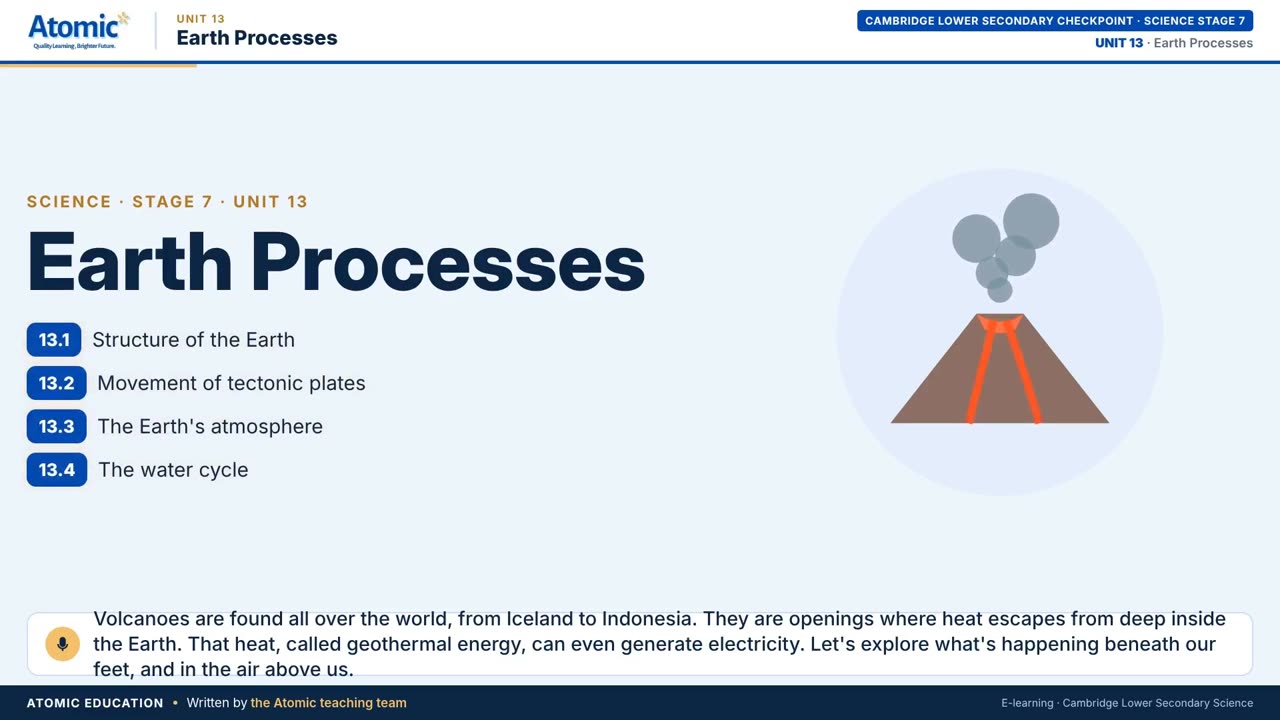 Atomic
Quality Learning, Brighter Future.
UNIT 13
Earth Processes
CAMBRIDGE LOWER SECONDARY CHECKPOINT · SCIENCE STAGE 7
UNIT 13 · Earth Processes
SCIENCE · STAGE 7 · UNIT 13
Earth Processes
13.1 Structure of the Earth
13.2 Movement of tectonic plates
13.3 The Earth's atmosphere
13.4 The water cycle
Volcanoes are found all over the world, from Iceland to Indonesia. They are openings where heat escapes from deep inside
the Earth. That heat, called geothermal energy, can even generate electricity. Let's explore what's happening beneath our
feet, and in the air above us.
ATOMIC EDUCATION • Written by the Atomic teaching team
E-learning · Cambridge Lower Secondary Science